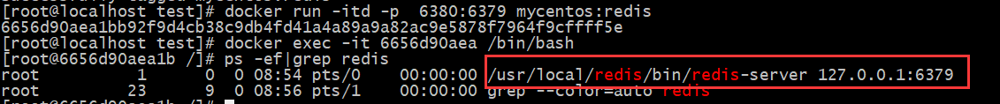 [root@localhost test]# docker run -itd -p  6380:6379 mycentos:redis
6656d90aea1bb92f9d4cb38c9db4fd41a4a89a9a82ac9e5878f7964f9cffff5e
[root@localhost test]# docker exec -it 6656d90aea /bin/bash
[root@6656d90aea1b /]# ps -ef|grep redis
root          1      0  0 08:54 pts/0    00:00:00 /usr/local/redis/bin/redis-server 127.0.0.1:6379
root         23      9  0 08:56 pts/1    00:00:00 grep --color=auto redis